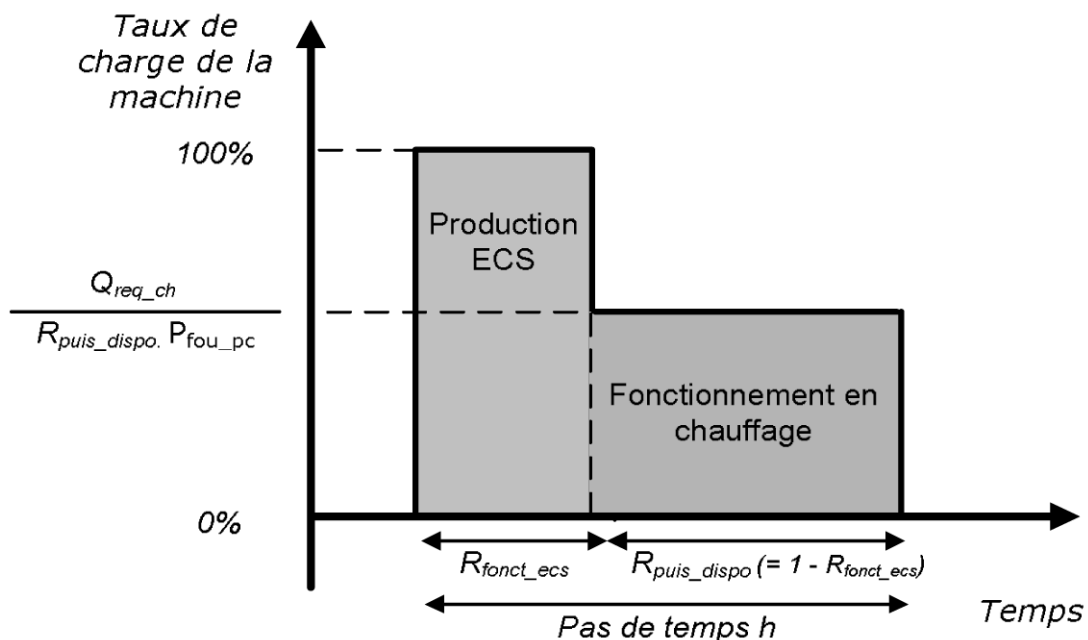 Taux de
charge de la
machine
100%
Production
ECS
Q_req_ch
R_puis_dispo. P_fou_pc
Fonctionnement en
chauffage
0%
R_fonct_ecs
R_puis_dispo (= 1 - R_fonct_ecs)
Pas de temps h
Temps